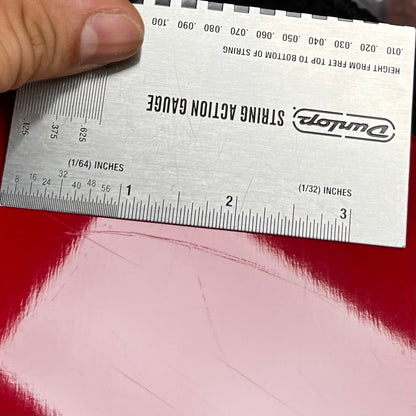 .010 .020 .030 .040 .050 .060 .070 .080 .090 .100
HEIGHT FROM FRET TOP TO BOTTOM OF STRING
Dunlop
STRING ACTION GAUGE
.125 .375 .625
(1/64) INCHES
(1/32) INCHES
8 16 24 32 40 48 56 1 2 3